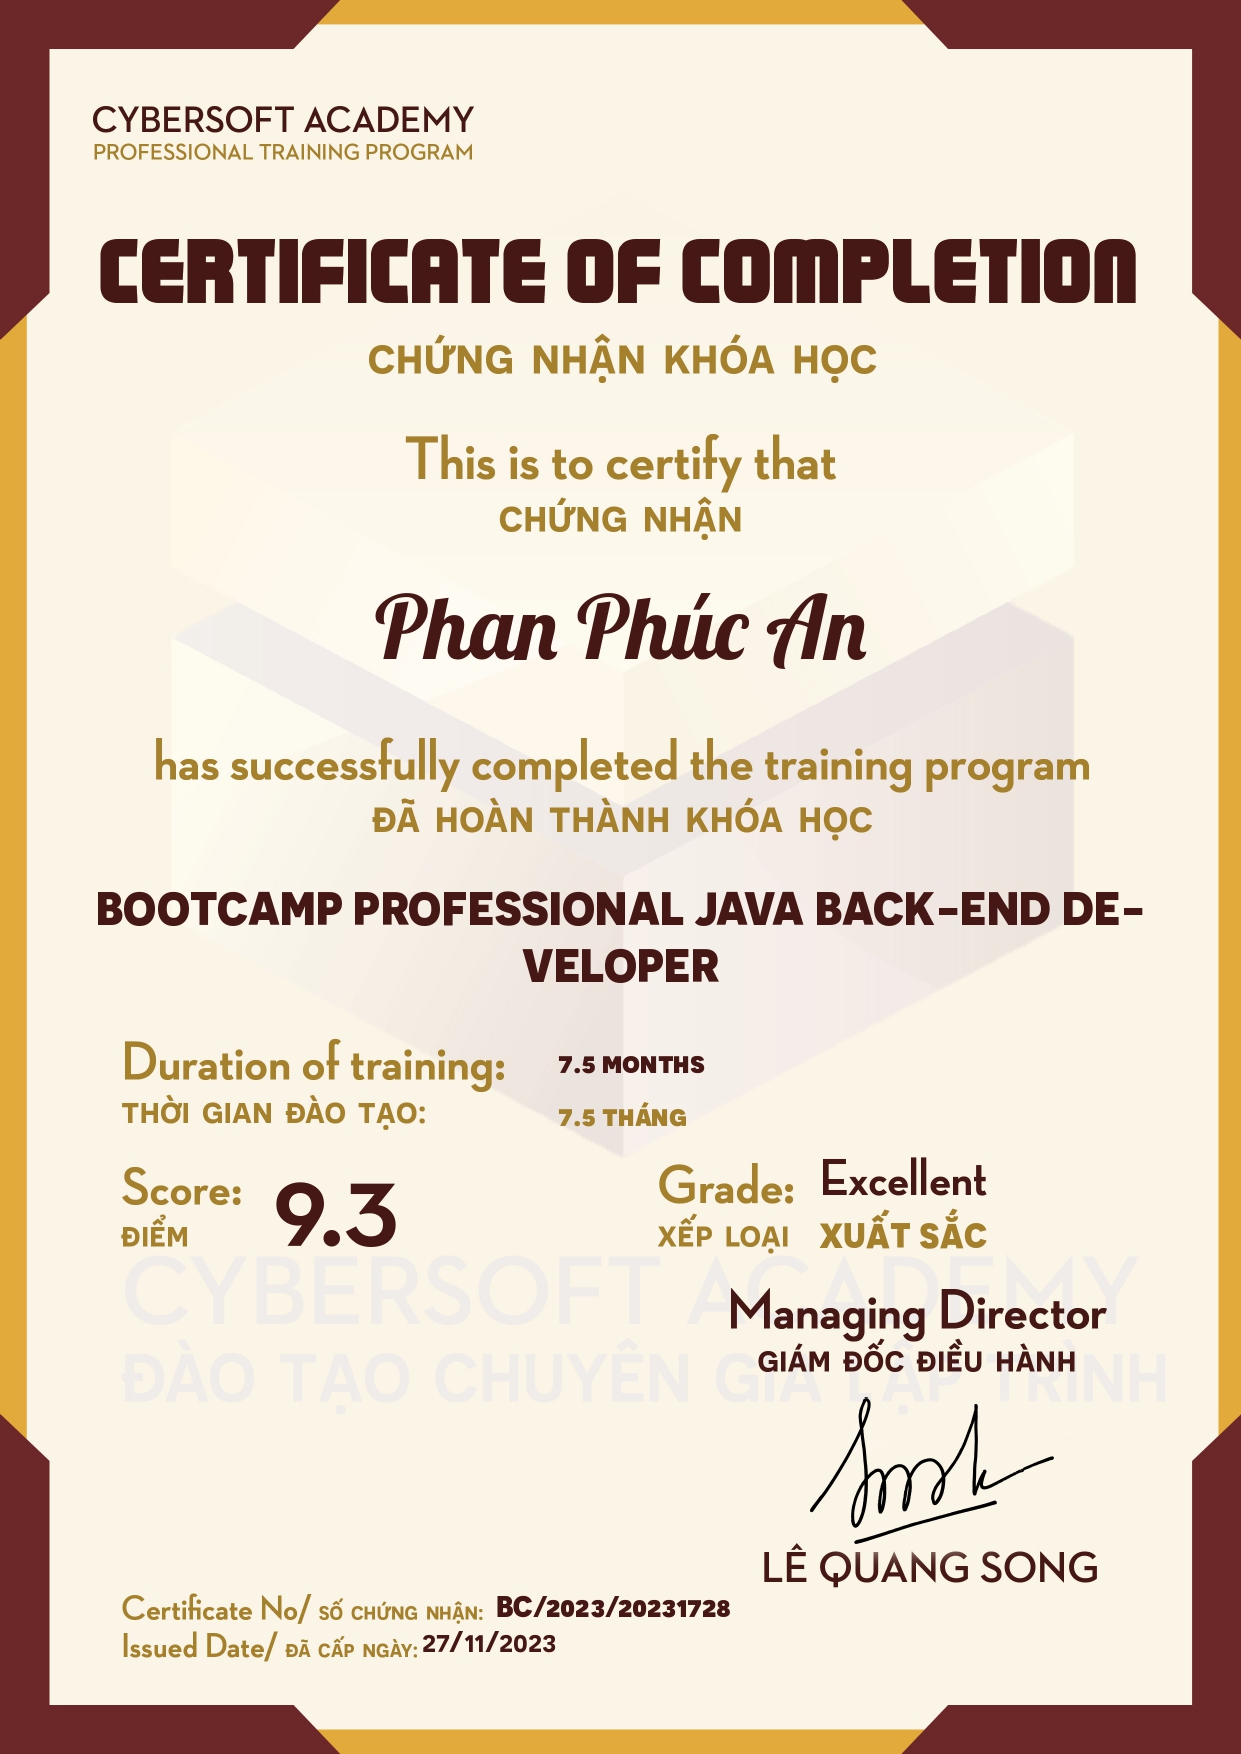 CYBERSOFT ACADEMY
PROFESSIONAL TRAINING PROGRAM
CERTIFICATE OF COMPLETION
CHỨNG NHẬN KHÓA HỌC
This is to certify that
CHỨNG NHẬN
Phan Phúc An
has successfully completed the training program
ĐÃ HOÀN THÀNH KHÓA HỌC
BOOTCAMP PROFESSIONAL JAVA BACK-END DE-
VELOPER
Duration of training: 7.5 MONTHS
THỜI GIAN ĐÀO TẠO: 7.5 THÁNG
Score: 9.3 Grade: Excellent
ĐIỂM XẾP LOẠI XUẤT SẮC
CYBERSOFT ACADEMY
Managing Director
ĐÀO TẠO CHUYÊN GIA LẬP TRÌNH
GIÁM ĐỐC ĐIỀU HÀNH
LÊ QUANG SONG
Certificate No/ SỐ CHỨNG NHẬN: BC/2023/20231728
Issued Date/ ĐÃ CẤP NGÀY: 27/11/2023